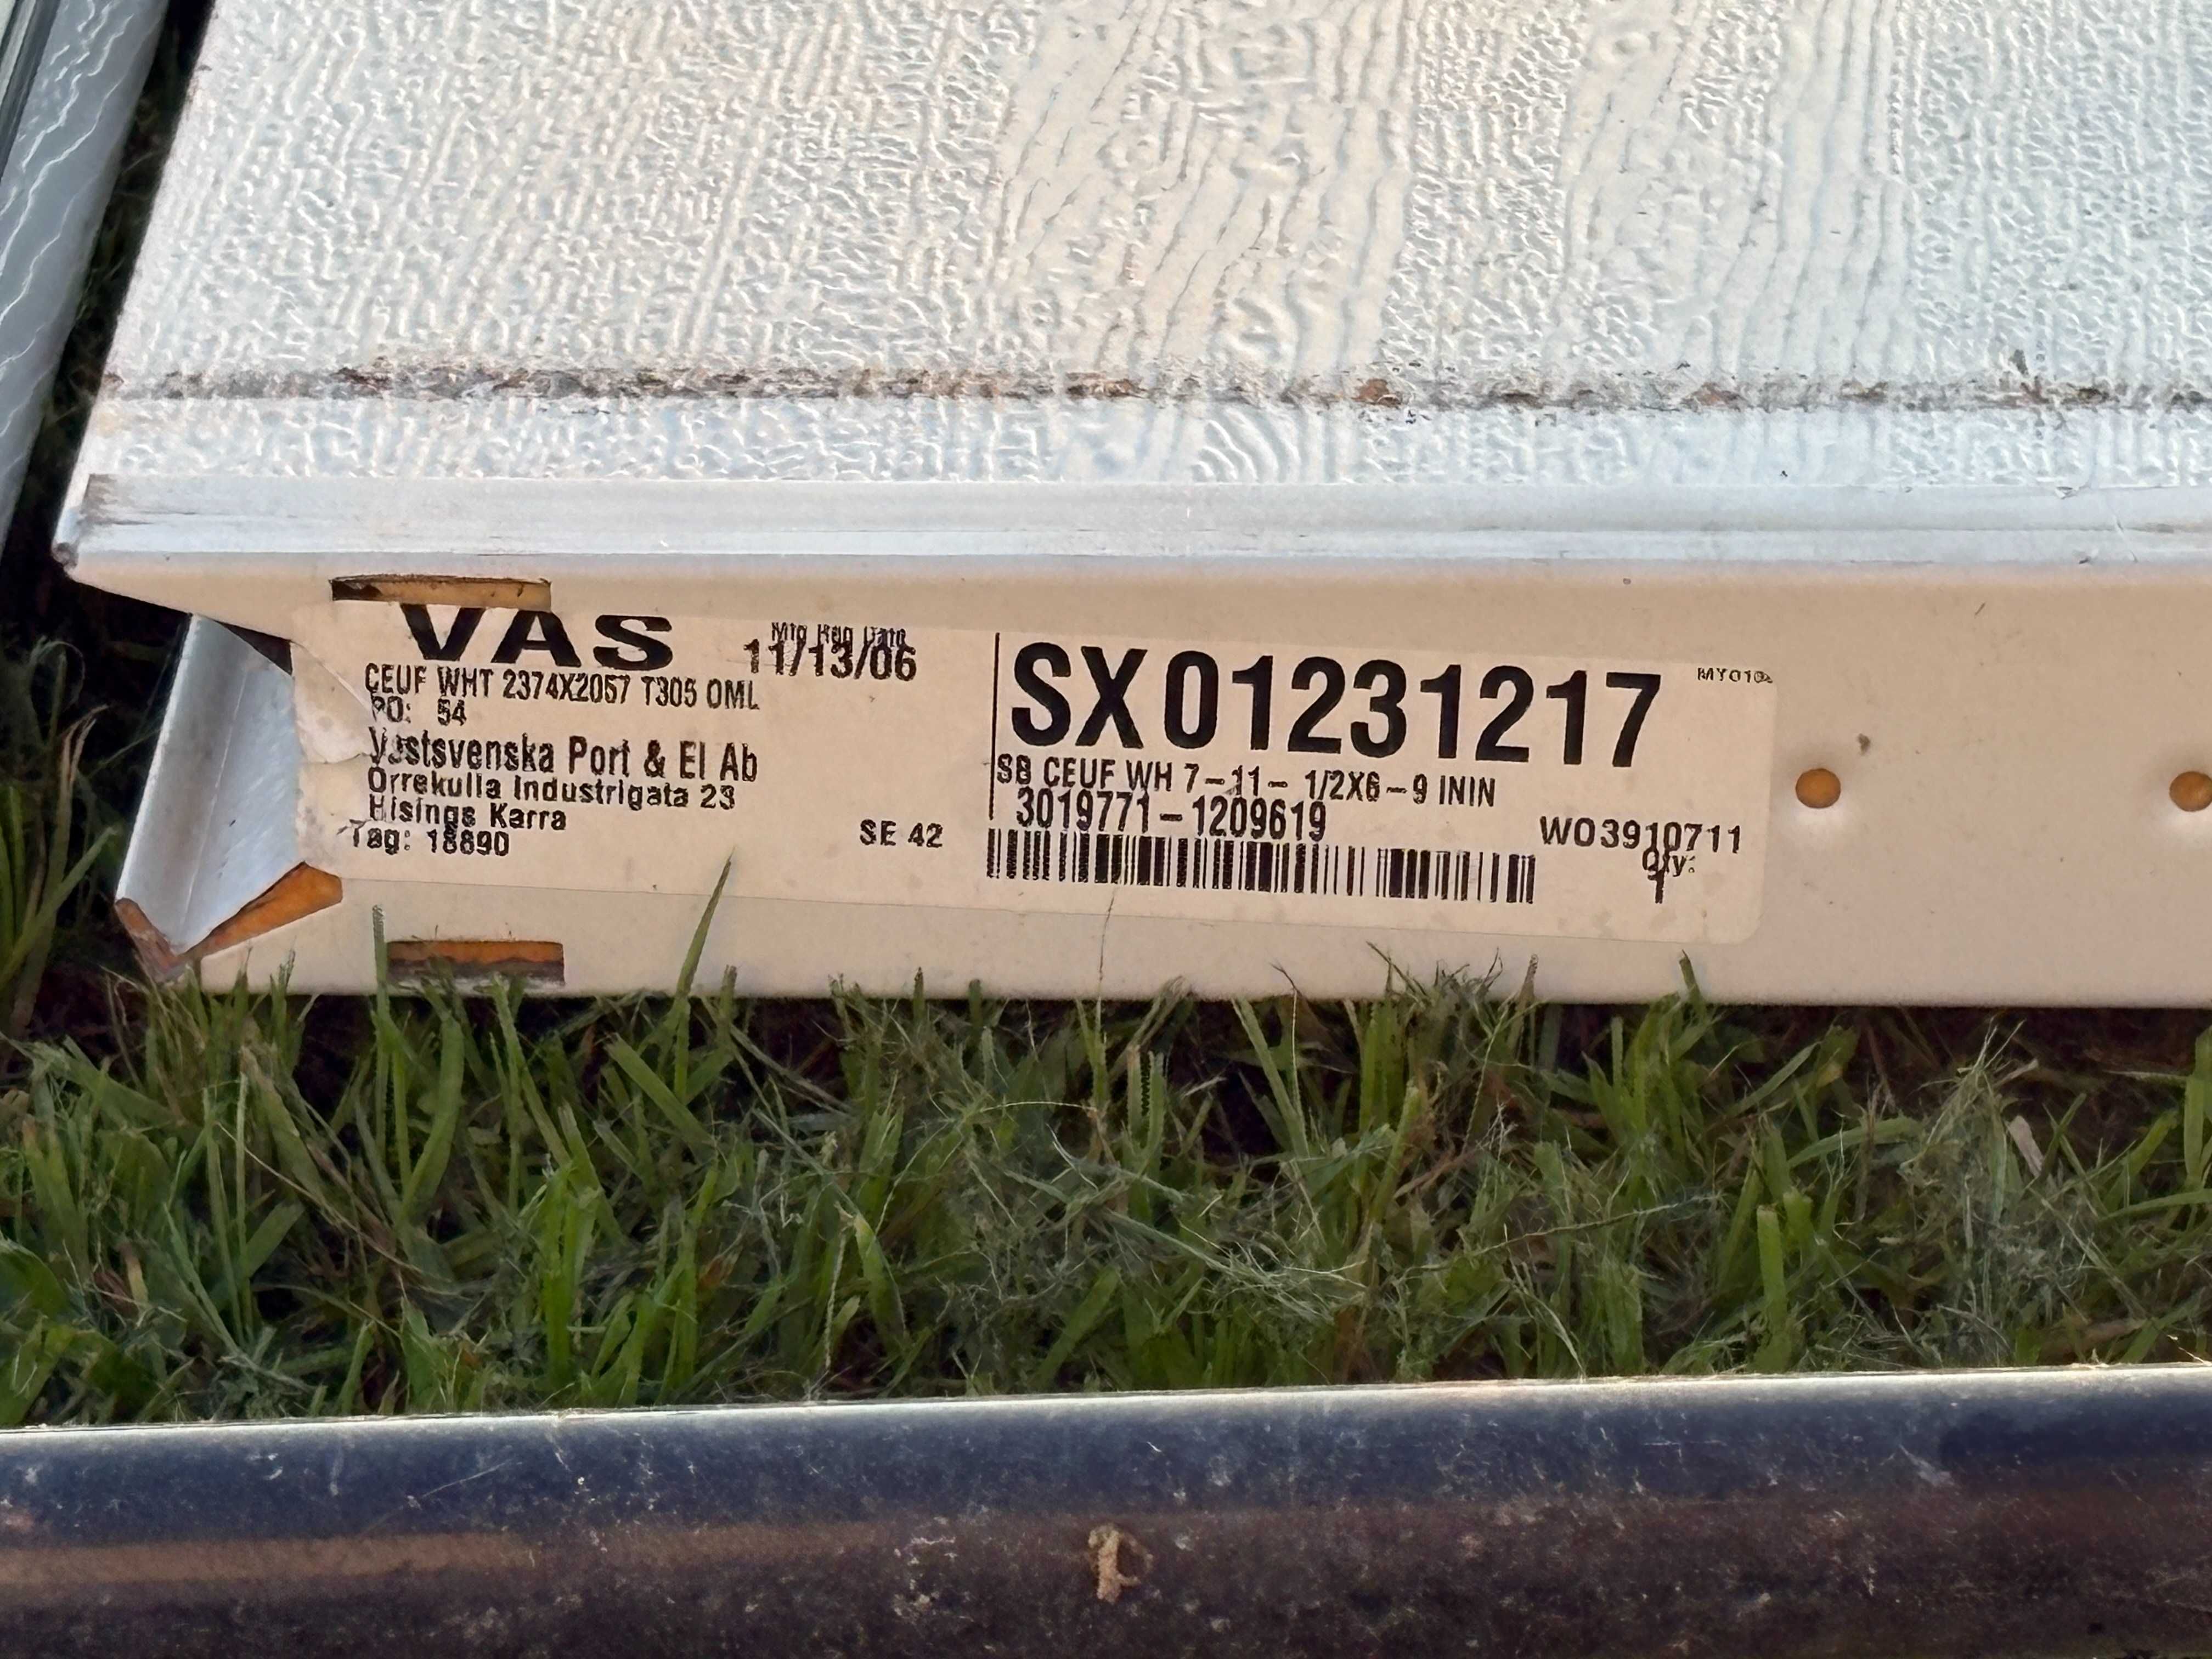 VAS
Mfg Req Date
11/13/06
CEUF WHT 2374X2057 T305 OML
PO: 54
Vastsvenska Port & El Ab
Orrekulla Industrigata 23
Hisings Karra
Tag: 18890
SE 42
SX01231217
SB CEUF WH 7-11- 1/2X6-9 ININ
3019771-1209619
WO3910711
Qty:
1